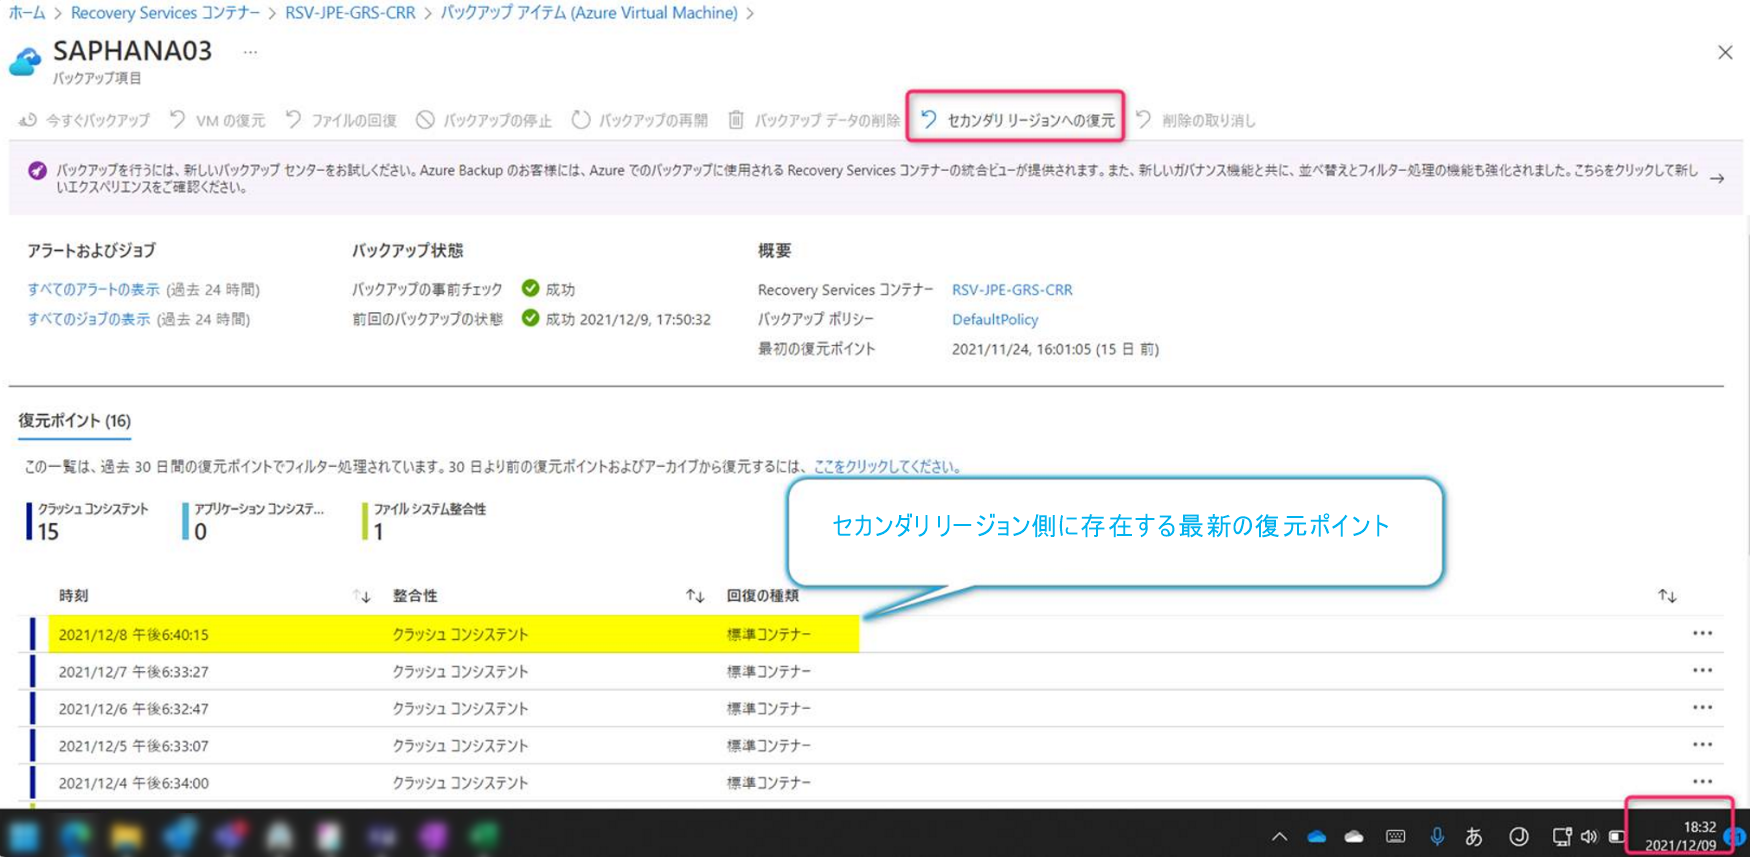 ホーム > Recovery Services コンテナー > RSV-JPE-GRS-CRR > バックアップ アイテム (Azure Virtual Machine) >
SAPHANA03 ...
バックアップ項目
今すぐバックアップ VM の復元 ファイルの回復 バックアップの停止 バックアップの再開 バックアップ データの削除 セカンダリ リージョンへの復元 削除の取り消し
バックアップを行うには、新しいバックアップ センターをお試しください。Azure Backup のお客様には、Azure でのバックアップに使用される Recovery Services コンテナーの統合ビューが提供されます。また、新しいガバナンス機能と共に、並べ替えとフィルター処理の機能も強化されました。こちらをクリックして新し
いエクスペリエンスをご確認ください。
アラートおよびジョブ バックアップ状態 概要
すべてのアラートの表示 (過去 24 時間) バックアップの事前チェック 成功 Recovery Services コンテナー RSV-JPE-GRS-CRR
すべてのジョブの表示 (過去 24 時間) 前回のバックアップの状態 成功 2021/12/9, 17:50:32 バックアップ ポリシー DefaultPolicy
最初の復元ポイント 2021/11/24, 16:01:05 (15 日 前)
復元ポイント (16)
この一覧は、過去 30 日間の復元ポイントでフィルター処理されています。30 日より前の復元ポイントおよびアーカイブから復元するには、ここをクリックしてください。
クラッシュ コンシステント アプリケーション コンシステ... ファイル システム整合性
15 0 1
セカンダリリージョン側に存在する最新の復元ポイント
時刻 整合性 回復の種類
2021/12/8 午後6:40:15 クラッシュ コンシステント 標準コンテナー
2021/12/7 午後6:33:27 クラッシュ コンシステント 標準コンテナー
2021/12/6 午後6:32:47 クラッシュ コンシステント 標準コンテナー
2021/12/5 午後6:33:07 クラッシュ コンシステント 標準コンテナー
2021/12/4 午後6:34:00 クラッシュ コンシステント 標準コンテナー
あ 18:32
2021/12/09